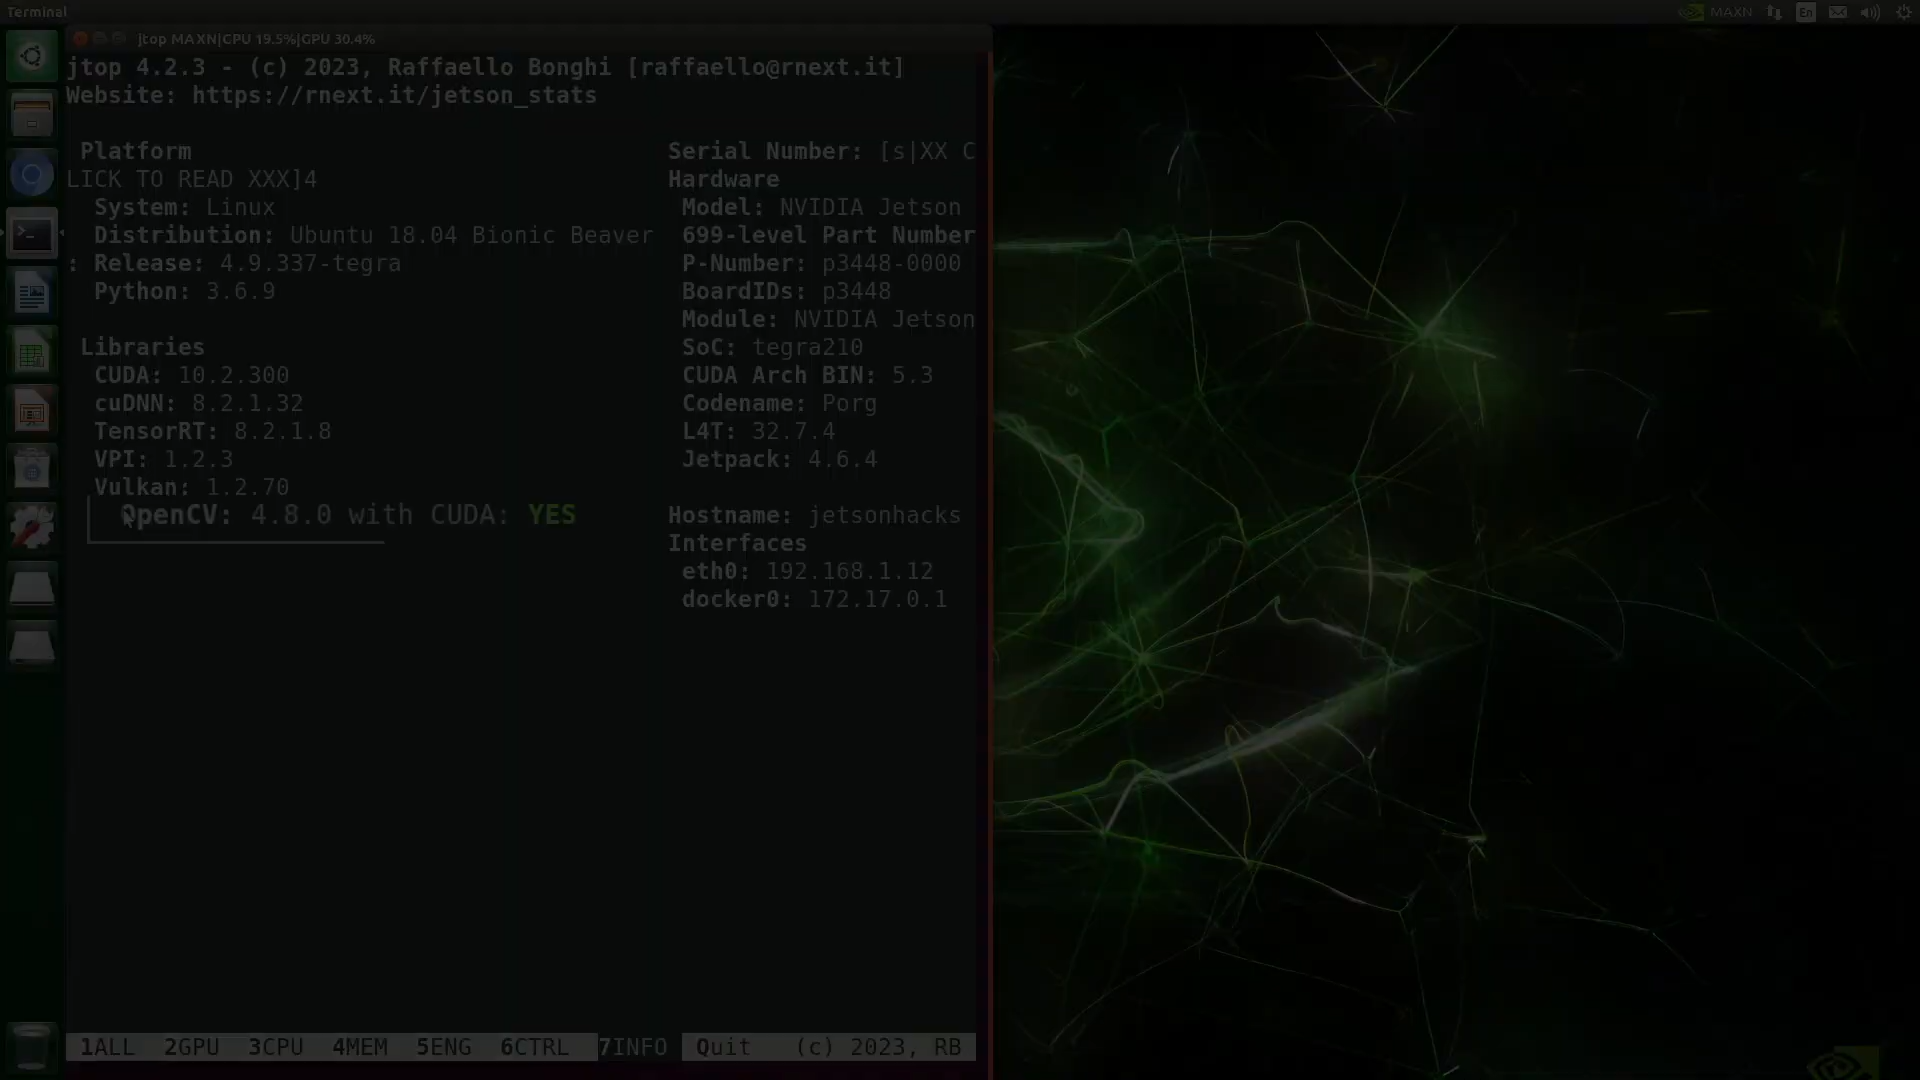 Terminal
MAXN
En
jtop MAXN|CPU 19.5%|GPU 30.4%
jtop 4.2.3 - (c) 2023, Raffaello Bonghi [raffaello@rnext.it]
Website: https://rnext.it/jetson_stats
Platform
Serial Number: [s|XX C
LICK TO READ XXX]4
Hardware
System: Linux
Model: NVIDIA Jetson
Distribution: Ubuntu 18.04 Bionic Beaver
699-level Part Number
: Release: 4.9.337-tegra
P-Number: p3448-0000
Python: 3.6.9
BoardIDs: p3448
Module: NVIDIA Jetson
Libraries
SoC: tegra210
CUDA: 10.2.300
CUDA Arch BIN: 5.3
cuDNN: 8.2.1.32
Codename: Porg
TensorRT: 8.2.1.8
L4T: 32.7.4
VPI: 1.2.3
Jetpack: 4.6.4
Vulkan: 1.2.70
OpenCV: 4.8.0 with CUDA: YES
Hostname: jetsonhacks
Interfaces
eth0: 192.168.1.12
docker0: 172.17.0.1
1ALL 2GPU 3CPU 4MEM 5ENG 6CTRL 7INFO Quit (c) 2023, RB